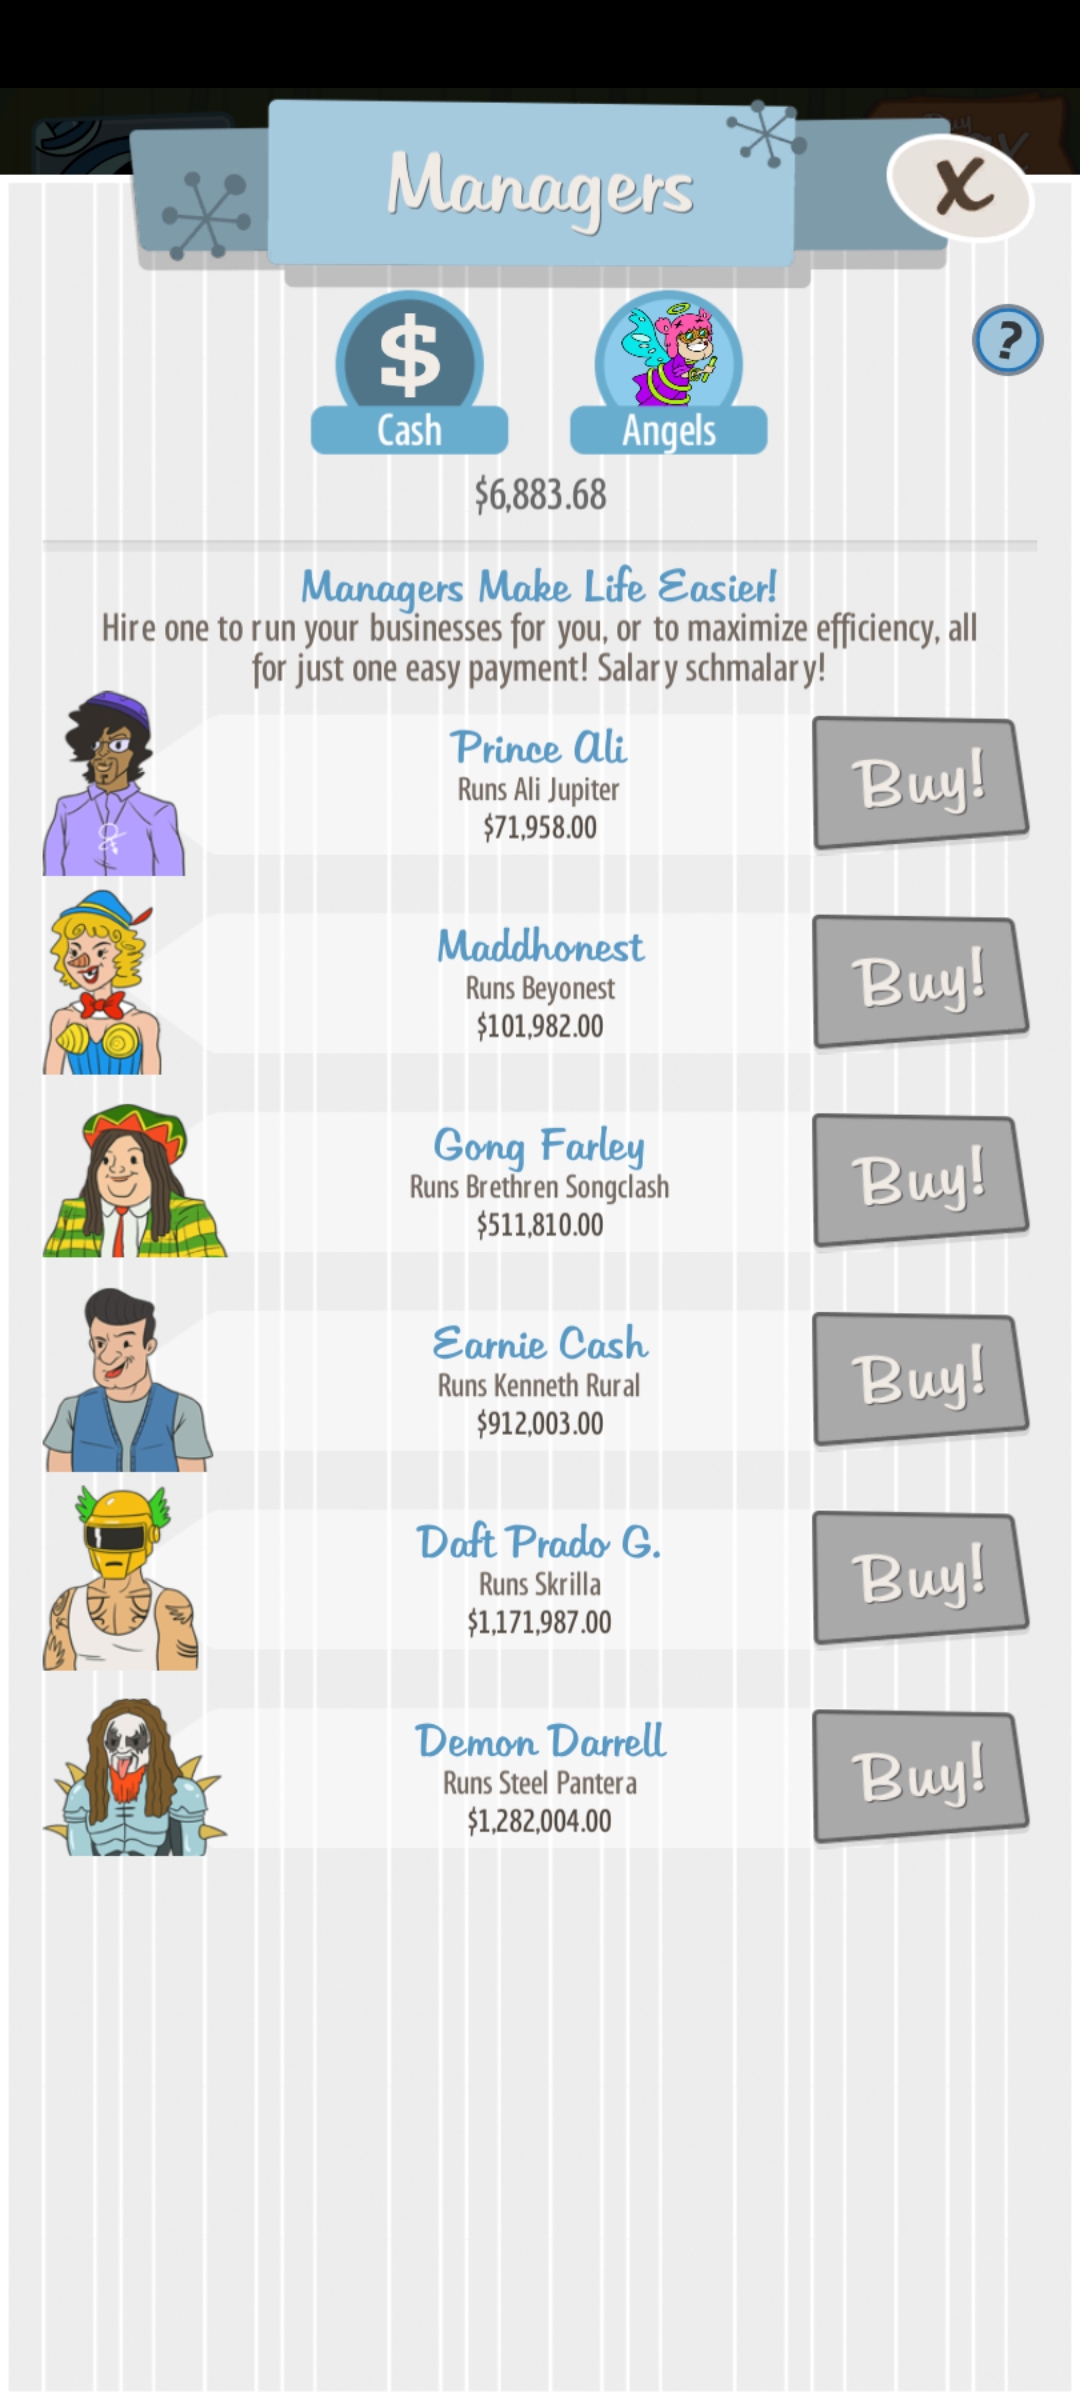 Buy
Managers
X
$
?
Cash
Angels
$6,883.68
Managers Make Life Easier!
Hire one to run your businesses for you, or to maximize efficiency, all
for just one easy payment! Salary schmalary!
Prince Ali
Runs Ali Jupiter
$71,958.00
Buy!
Maddhonest
Runs Beyonest
$101,982.00
Buy!
Gong Farley
Runs Brethren Songclash
$511,810.00
Buy!
Earnie Cash
Runs Kenneth Rural
$912,003.00
Buy!
Daft Prado G.
Runs Skrilla
$1,171,987.00
Buy!
Demon Darrell
Runs Steel Pantera
$1,282,004.00
Buy!